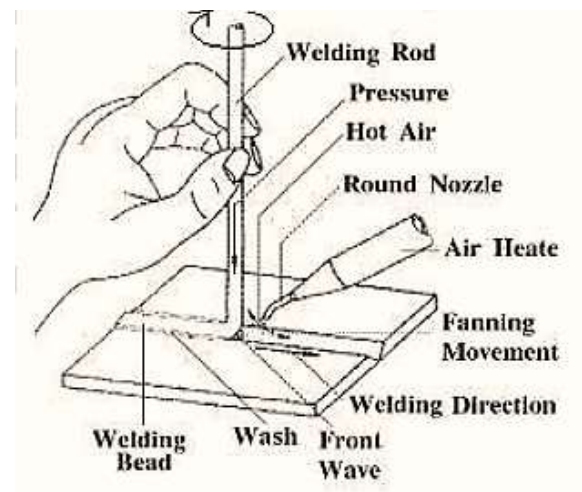 Welding Rod
Pressure
Hot Air
Round Nozzle
Air Heate
Fanning
Movement
Welding Direction
Welding
Bead
Wash
Front
Wave